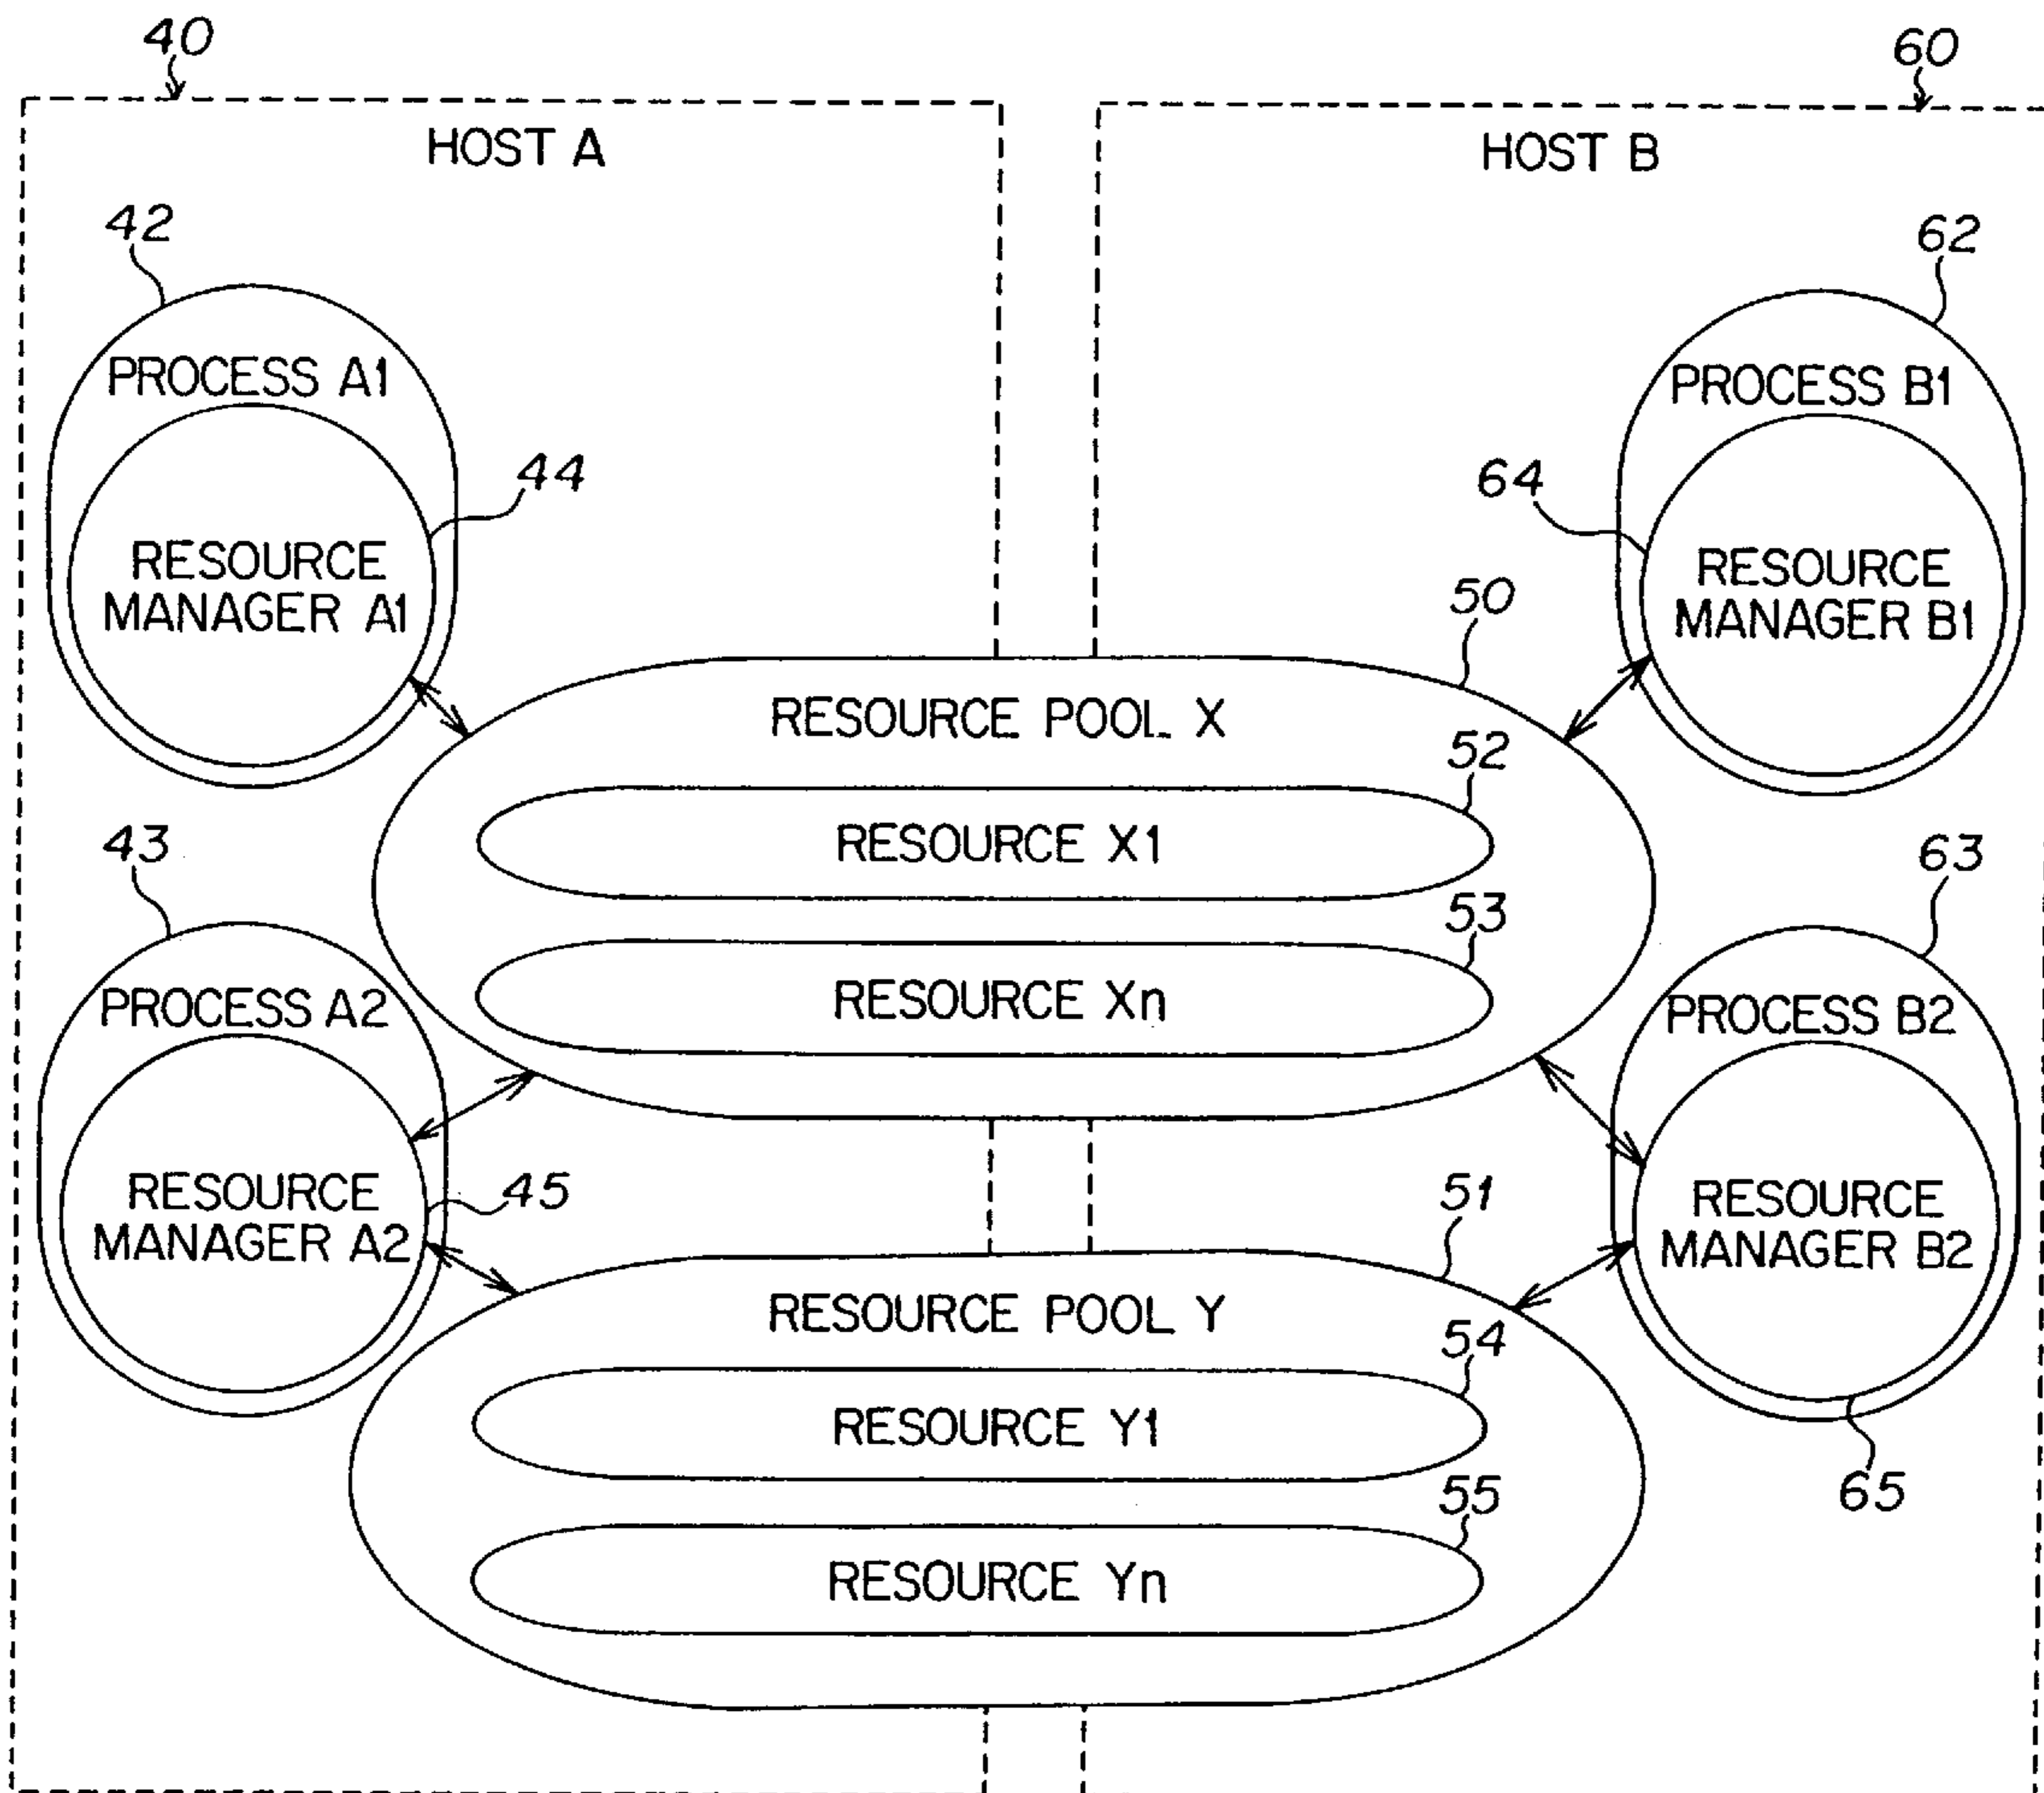 40
60
HOST A
HOST B
42
62
PROCESS A1
PROCESS B1
44
64
RESOURCE
MANAGER A1
RESOURCE
MANAGER B1
50
RESOURCE POOL X
52
RESOURCE X1
43
63
53
RESOURCE Xn
PROCESS A2
PROCESS B2
RESOURCE
MANAGER A2
45
51
RESOURCE
MANAGER B2
RESOURCE POOL Y
54
RESOURCE Y1
55
65
RESOURCE Yn